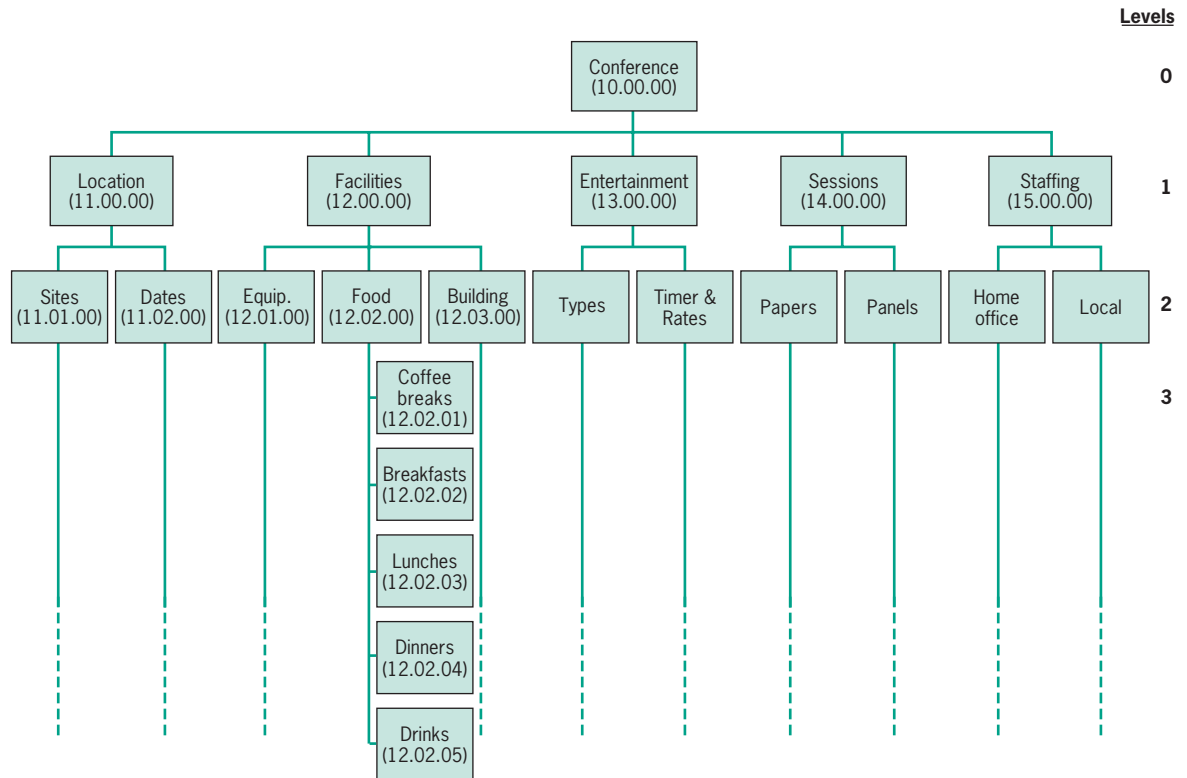 Levels
Conference
(10.00.00)
0
Location
(11.00.00)
Facilities
(12.00.00)
Entertainment
(13.00.00)
Sessions
(14.00.00)
Staffing
(15.00.00)
1
Sites
(11.01.00)
Dates
(11.02.00)
Equip.
(12.01.00)
Food
(12.02.00)
Building
(12.03.00)
Types
Timer &
Rates
Papers
Panels
Home
office
Local
2
Coffee
breaks
(12.02.01)
3
Breakfasts
(12.02.02)
Lunches
(12.02.03)
Dinners
(12.02.04)
Drinks
(12.02.05)